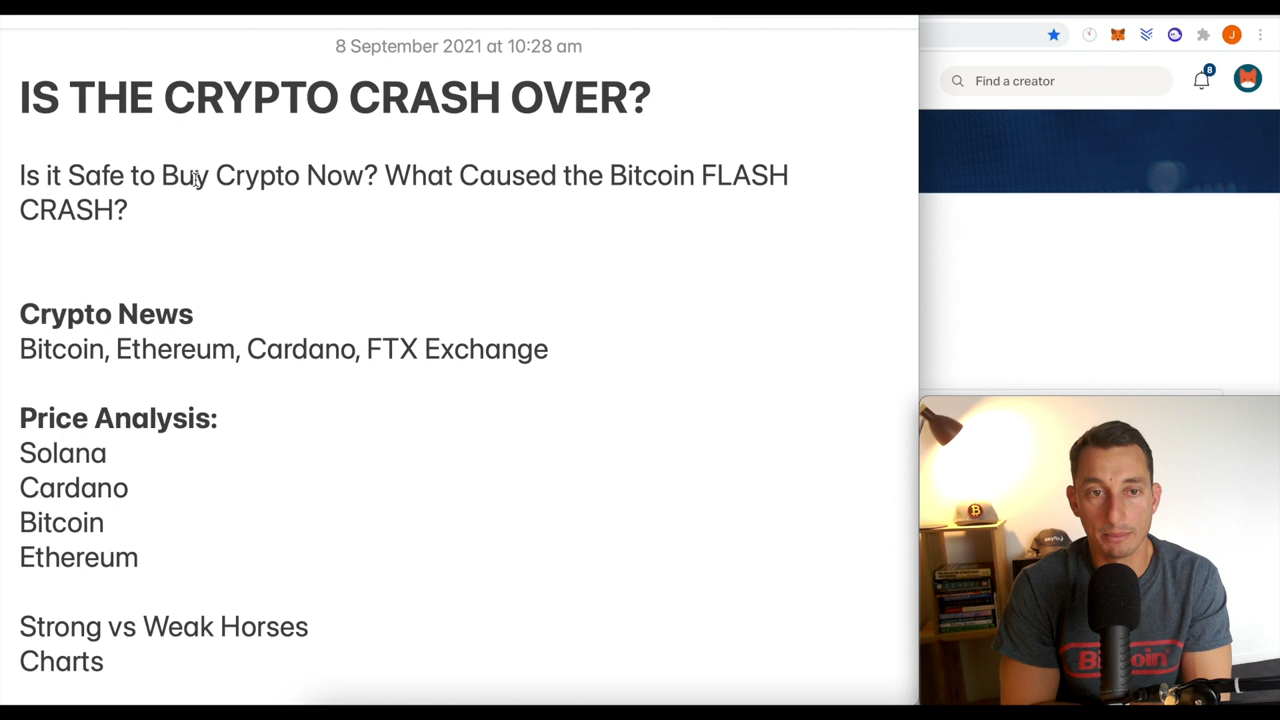 8 September 2021 at 10:28 am
IS THE CRYPTO CRASH OVER?
Is it Safe to Buy Crypto Now? What Caused the Bitcoin FLASH
CRASH?
Crypto News
Bitcoin, Ethereum, Cardano, FTX Exchange
Price Analysis:
Solana
Cardano
Bitcoin
Ethereum
Strong vs Weak Horses
Charts
J
Find a creator
8